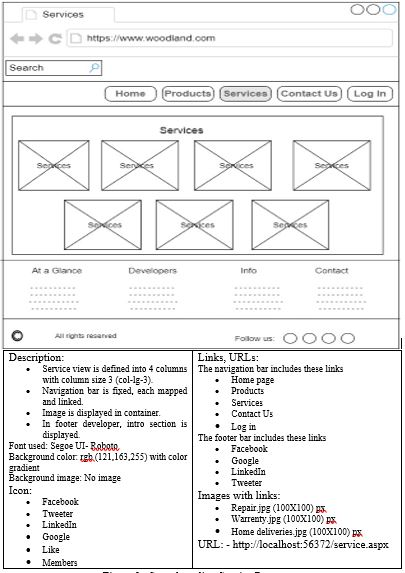 Services
https://www.woodland.com
Search
Home Products Services Contact Us Log In
Services
Services Services Services Services
Services Services Services
At a Glance Developers Info Contact
© All rights reserved Follow us:
Description:
• Service view is defined into 4 columns
with column size 3 (col-lg-3).
• Navigation bar is fixed, each mapped
and linked.
• Image is displayed in container.
• In footer developer, intro section is
displayed.
Font used: Segoe UI- Roboto
Background color: rgb (121,163,255) with color
gradient
Background image: No image
Icon:
• Facebook
• Tweeter
• LinkedIn
• Google
• Like
• Members
Links, URLs:
The navigation bar includes these links
• Home page
• Products
• Services
• Contact Us
• Log in
The footer bar includes these links
• Facebook
• Google
• LinkedIn
• Tweeter
Images with links:
• Repair.jpg (100X100) px
• Warrenty.jpg (100X100) px
• Home deliveries.jpg (100X100) px
URL: - http://localhost:56372/service.aspx